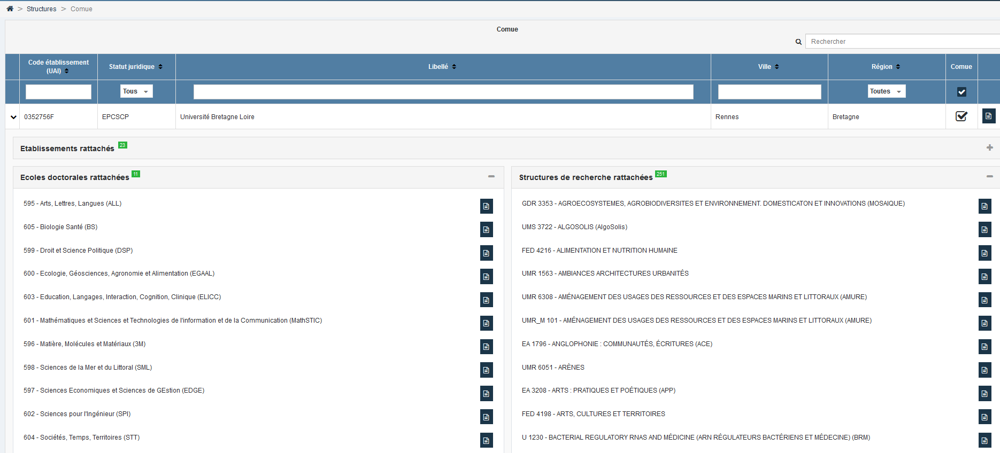 > Structures > Comue
Comue
Rechercher
Code établissement (UAI)
Statut juridique
Libellé
Ville
Région
Comue
Tous
Toutes
0352756F
EPCSCP
Université Bretagne Loire
Rennes
Bretagne
Etablissements rattachés 23
Ecoles doctorales rattachées 11
595 - Arts, Lettres, Langues (ALL)
605 - Biologie Santé (BS)
599 - Droit et Science Politique (DSP)
600 - Ecologie, Géosciences, Agronomie et Alimentation (EGAAL)
603 - Education, Langages, Interaction, Cognition, Clinique (ELICC)
601 - Mathématiques et Sciences et Technologies de l'information et de la Communication (MathSTIC)
596 - Matière, Molécules et Matériaux (3M)
598 - Sciences de la Mer et du Littoral (SML)
597 - Sciences Economiques et Sciences de GEstion (EDGE)
602 - Sciences pour l'Ingénieur (SPI)
604 - Sociétés, Temps, Territoires (STT)
Structures de recherche rattachées 251
GDR 3353 - AGROECOSYSTEMES, AGROBIODIVERSITES ET ENVIRONNEMENT. DOMESTICATON ET INNOVATIONS (MOSAIQUE)
UMS 3722 - ALGOSOLIS (AlgoSolis)
FED 4216 - ALIMENTATION ET NUTRITION HUMAINE
UMR 1563 - AMBIANCES ARCHITECTURES URBANITÉS
UMR 6308 - AMÉNAGEMENT DES USAGES DES RESSOURCES ET DES ESPACES MARINS ET LITTORAUX (AMURE)
UMR_M 101 - AMÉNAGEMENT DES USAGES DES RESSOURCES ET DES ESPACES MARINS ET LITTORAUX (AMURE)
EA 1796 - ANGLOPHONIE : COMMUNAUTÉS, ÉCRITURES (ACE)
UMR 6051 - ARÈNES
EA 3208 - ARTS : PRATIQUES ET POÉTIQUES (APP)
FED 4198 - ARTS, CULTURES ET TERRITOIRES
U 1230 - BACTERIAL REGULATORY RNAS AND MÉDICINE (ARN RÉGULATEURS BACTÉRIENS ET MÉDECINE) (BRM)